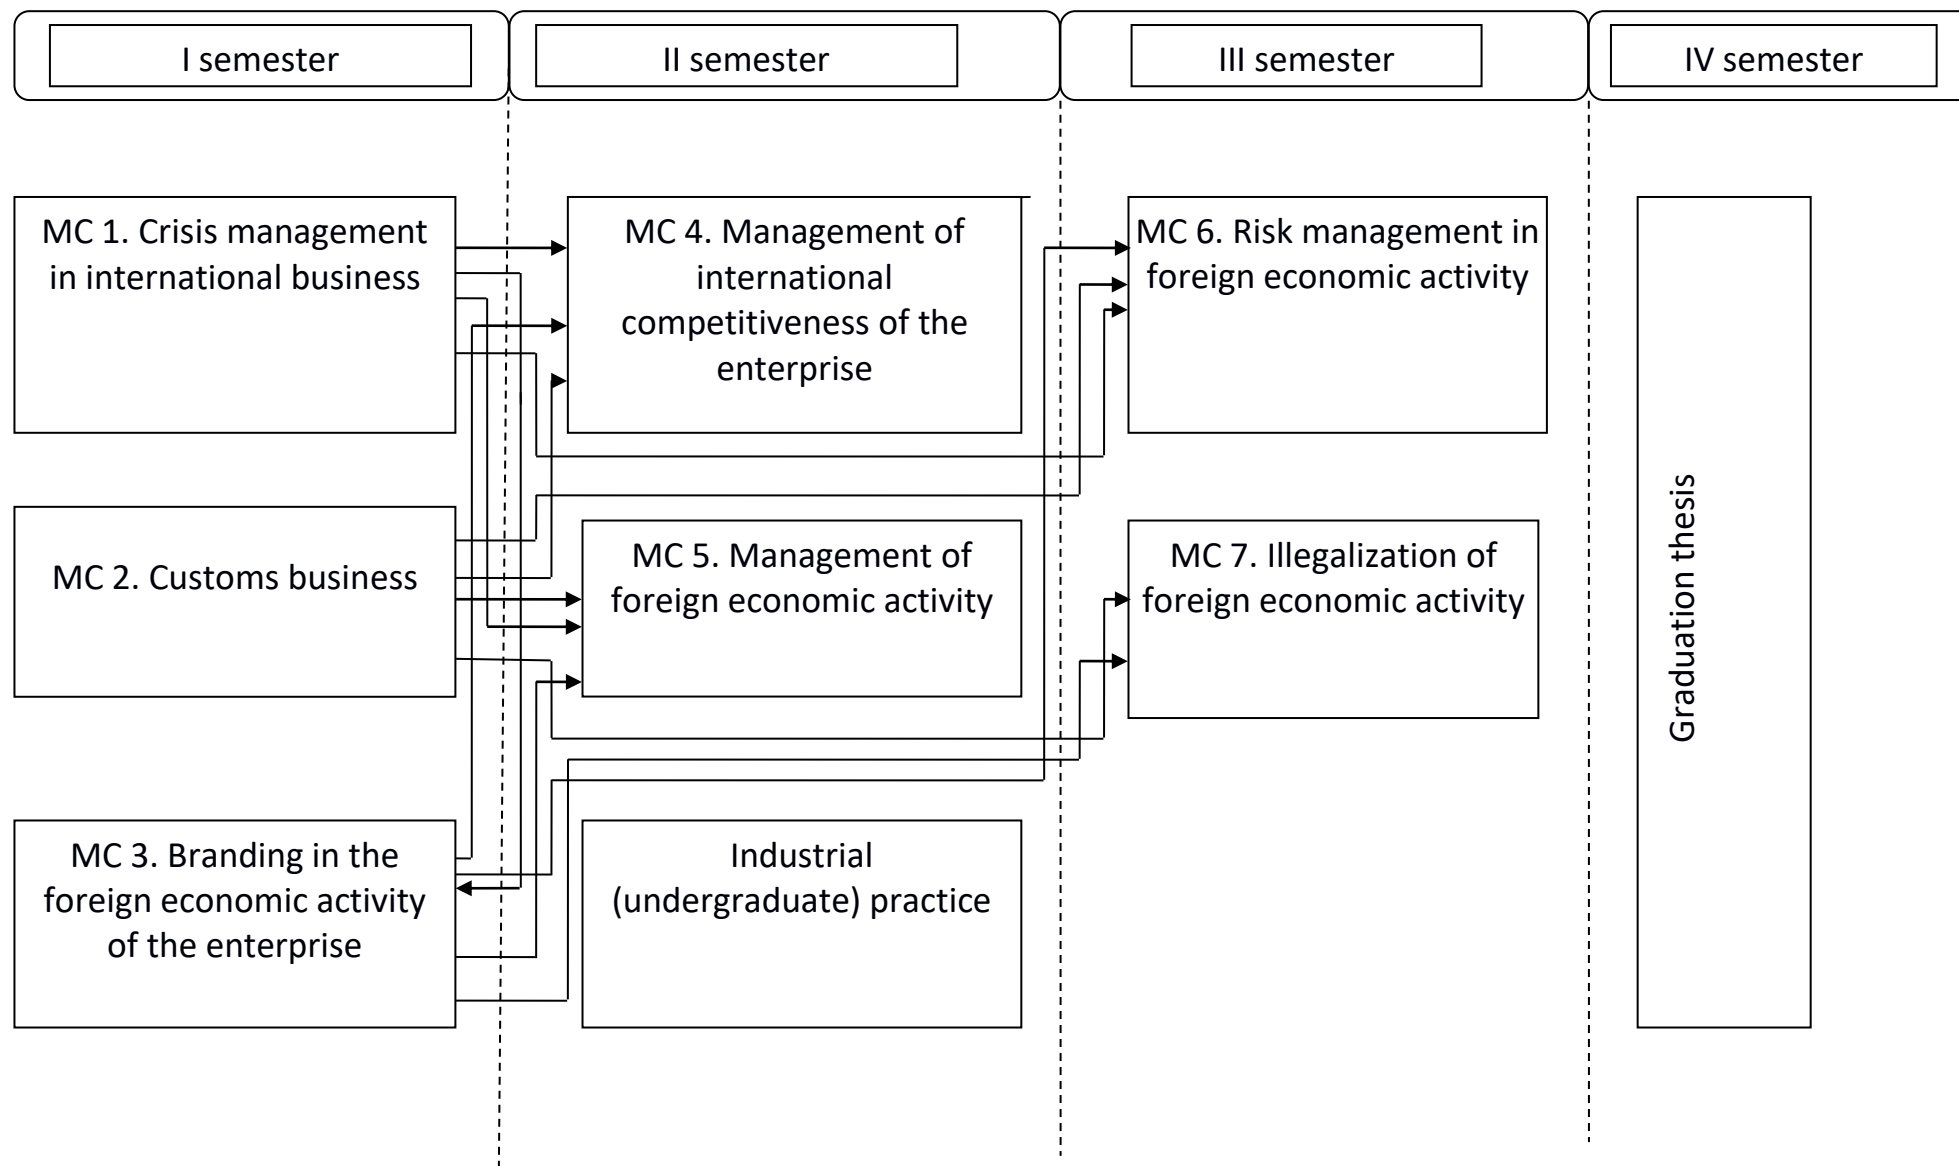 I semester
II semester
III semester
IV semester
MC 1. Crisis management
in international business
MC 4. Management of
international
competitiveness of the
enterprise
MC 6. Risk management in
foreign economic activity
MC 2. Customs business
MC 5. Management of
foreign economic activity
MC 7. Illegalization of
foreign economic activity
MC 3. Branding in the
foreign economic activity
of the enterprise
Industrial
(undergraduate) practice
Graduation thesis